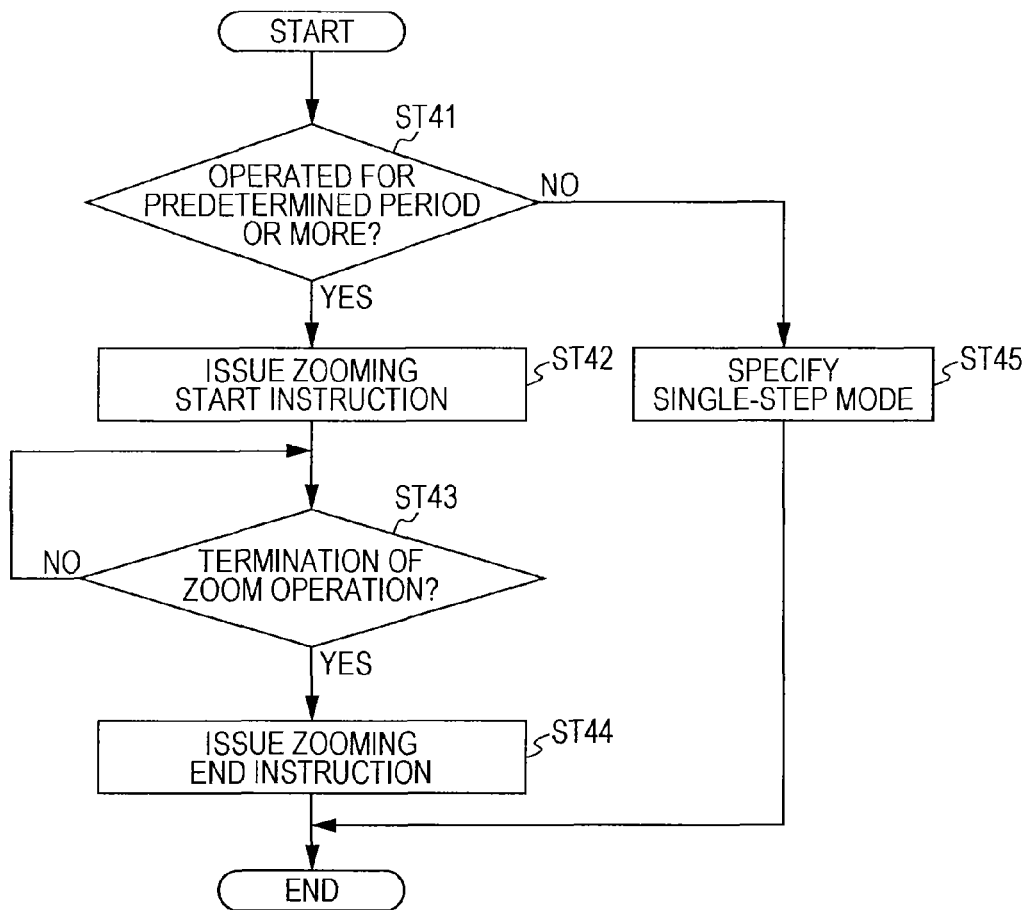 START
ST41
OPERATED FOR
PREDETERMINED PERIOD
OR MORE?
NO
YES
ISSUE ZOOMING
START INSTRUCTION
ST42
SPECIFY
SINGLE-STEP MODE
ST45
ST43
TERMINATION OF
ZOOM OPERATION?
NO
YES
ISSUE ZOOMING
END INSTRUCTION
ST44
END